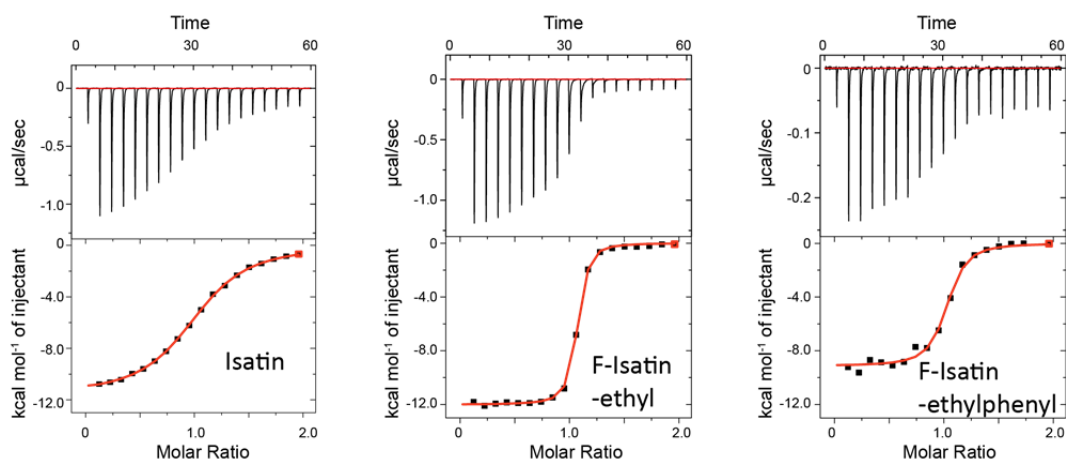 Time
0 30 60
0
-0.5
-1.0
µcal/sec
0
-4.0
-8.0
-12.0
kcal mol-1 of injectant
Isatin
0 1.0 2.0
Molar Ratio
Time
0 10 20 30 40 50 60
0
-0.5
-1.0
µcal/sec
0
-4.0
-8.0
-12.0
kcal mol-1 of injectant
F-Isatin
-ethyl
0 1.0 2.0
Molar Ratio
Time
0 30 60
0
-0.1
-0.2
µcal/sec
0
-4.0
-8.0
-12.0
kcal mol-1 of injectant
F-Isatin
-ethylphenyl
0 1.0 2.0
Molar Ratio